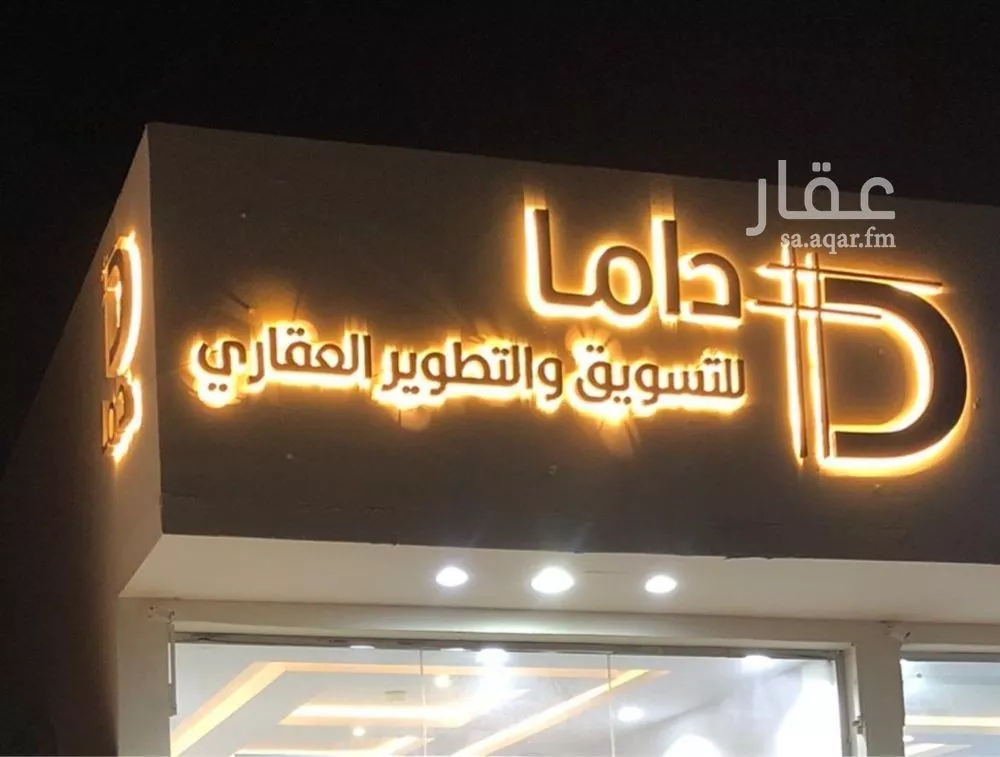 عقار
sa.aqar.fm
داما
للتسويق والتطوير العقاري